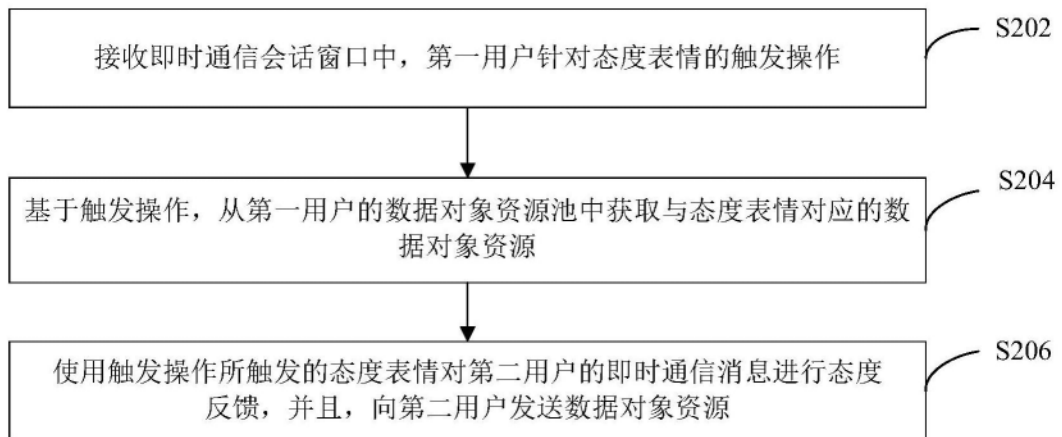 接收即时通信会话窗口中，第一用户针对态度表情的触发操作
S202
基于触发操作，从第一用户的数据对象资源池中获取与态度表情对应的数
据对象资源
S204
使用触发操作所触发的态度表情对第二用户的即时通信消息进行态度
反馈，并且，向第二用户发送数据对象资源
S206